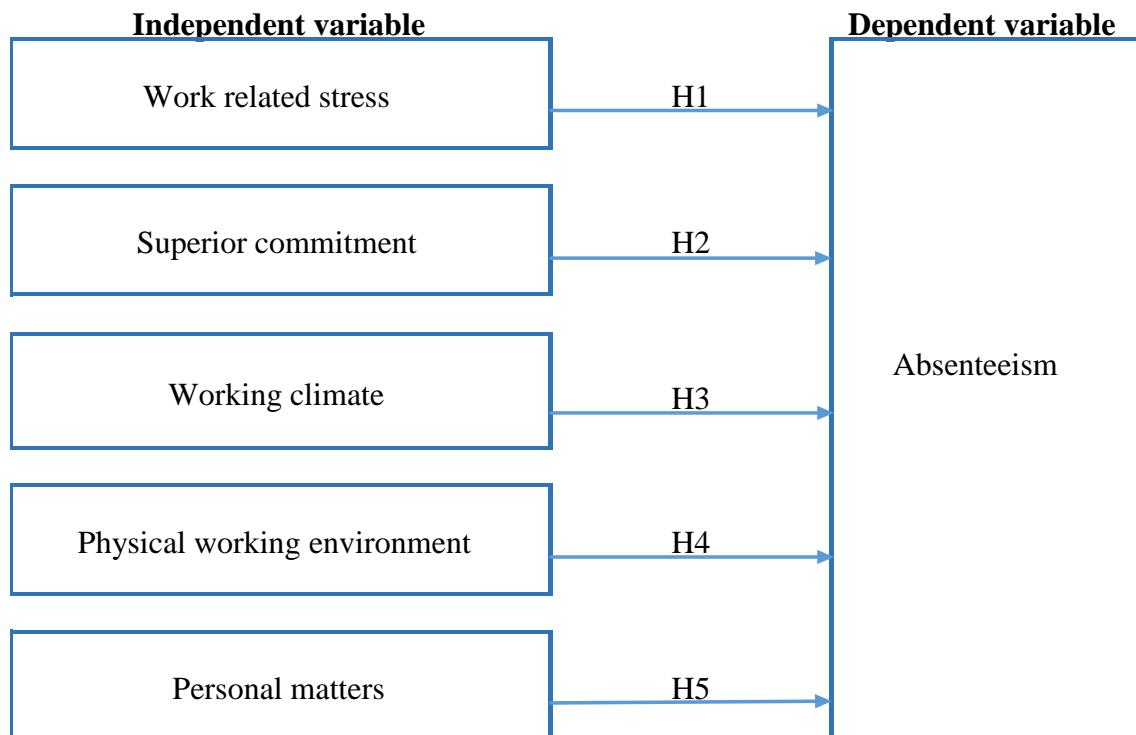 Independent variable
Dependent variable
Work related stress
H1
Superior commitment
H2
Working climate
H3
Absenteeism
Physical working environment
H4
Personal matters
H5